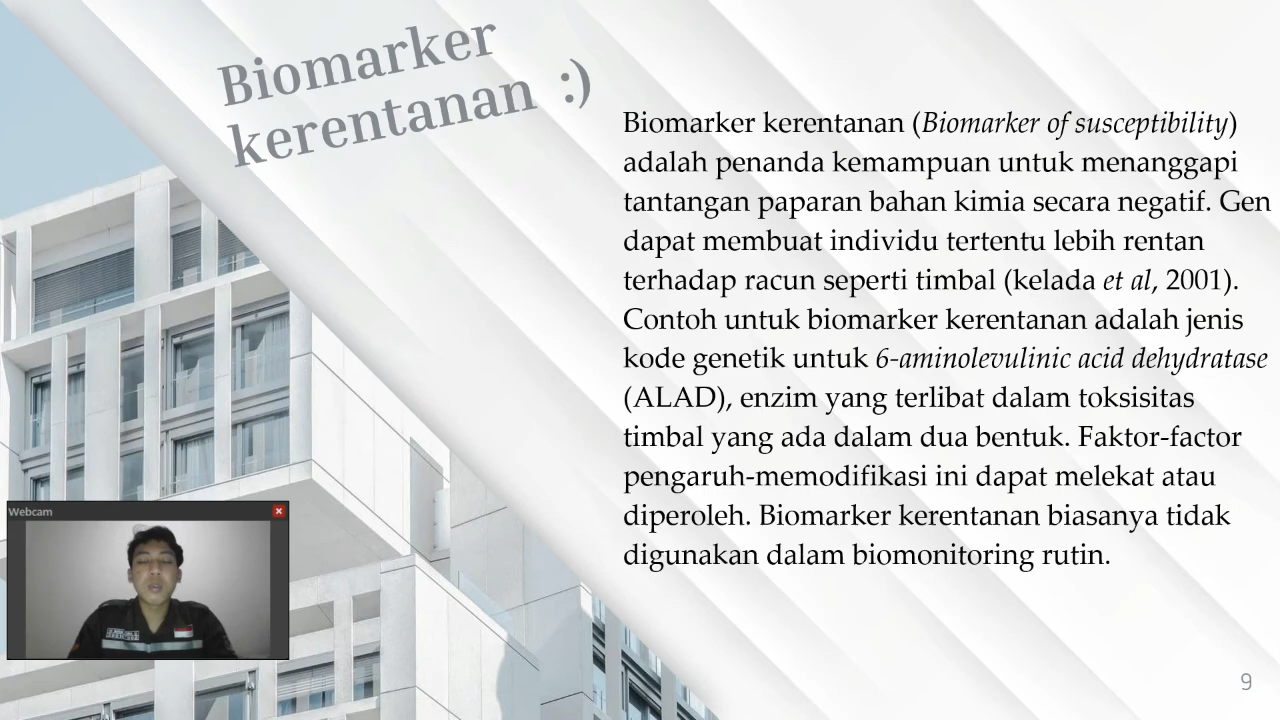 Biomarker
kerentanan :)
Biomarker kerentanan (Biomarker of susceptibility)
adalah penanda kemampuan untuk menanggapi
tantangan paparan bahan kimia secara negatif. Gen
dapat membuat individu tertentu lebih rentan
terhadap racun seperti timbal (kelada et al, 2001).
Contoh untuk biomarker kerentanan adalah jenis
kode genetik untuk 6-aminolevulinic acid dehydratase
(ALAD), enzim yang terlibat dalam toksisitas
timbal yang ada dalam dua bentuk. Faktor-factor
pengaruh-memodifikasi ini dapat melekat atau
diperoleh. Biomarker kerentanan biasanya tidak
digunakan dalam biomonitoring rutin.
Webcam
9